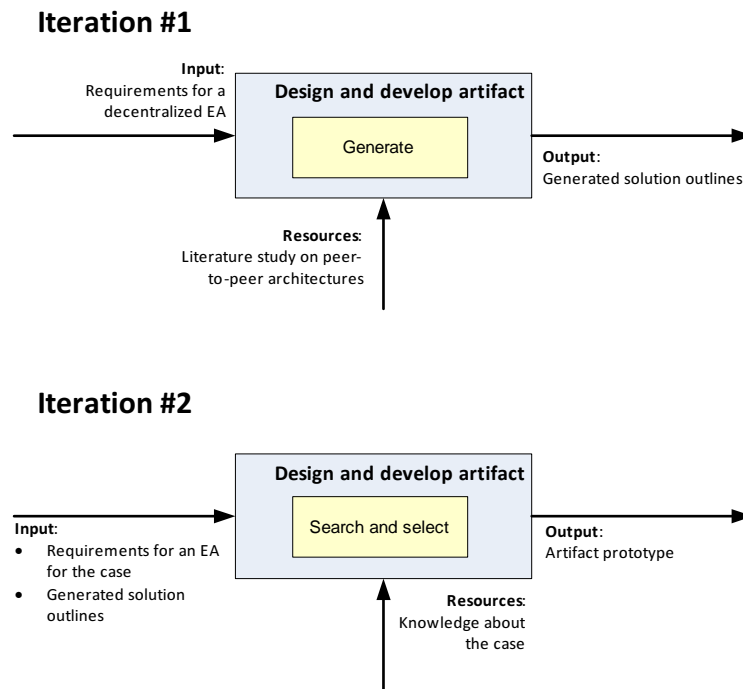 Iteration #1
Input:
Requirements for a
decentralized EA
Design and develop artifact
Generate
Output:
Generated solution outlines
Resources:
Literature study on peer-
to-peer architectures
Iteration #2
Design and develop artifact
Search and select
Input:
• Requirements for an EA
for the case
• Generated solution
outlines
Output:
Artifact prototype
Resources:
Knowledge about
the case